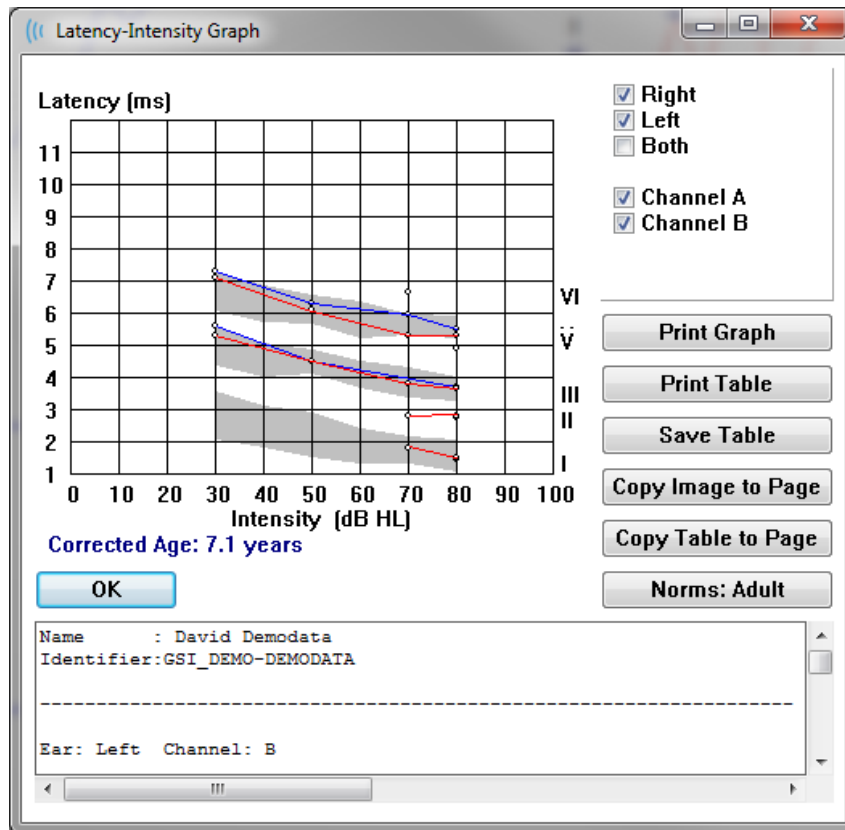 Latency-Intensity Graph
Latency (ms)
Right
Left
Both
Channel A
Channel B
11
10
9
8
7
6
5
4
3
2
1
VI
V
III
II
I
0 10 20 30 40 50 60 70 80 90 100
Intensity (dB HL)
Corrected Age: 7.1 years
OK
Print Graph
Print Table
Save Table
Copy Image to Page
Copy Table to Page
Norms: Adult
Name : David Demodata
Identifier:GSI_DEMO-DEMODATA
-------------------------------------------------------------------
Ear: Left Channel: B